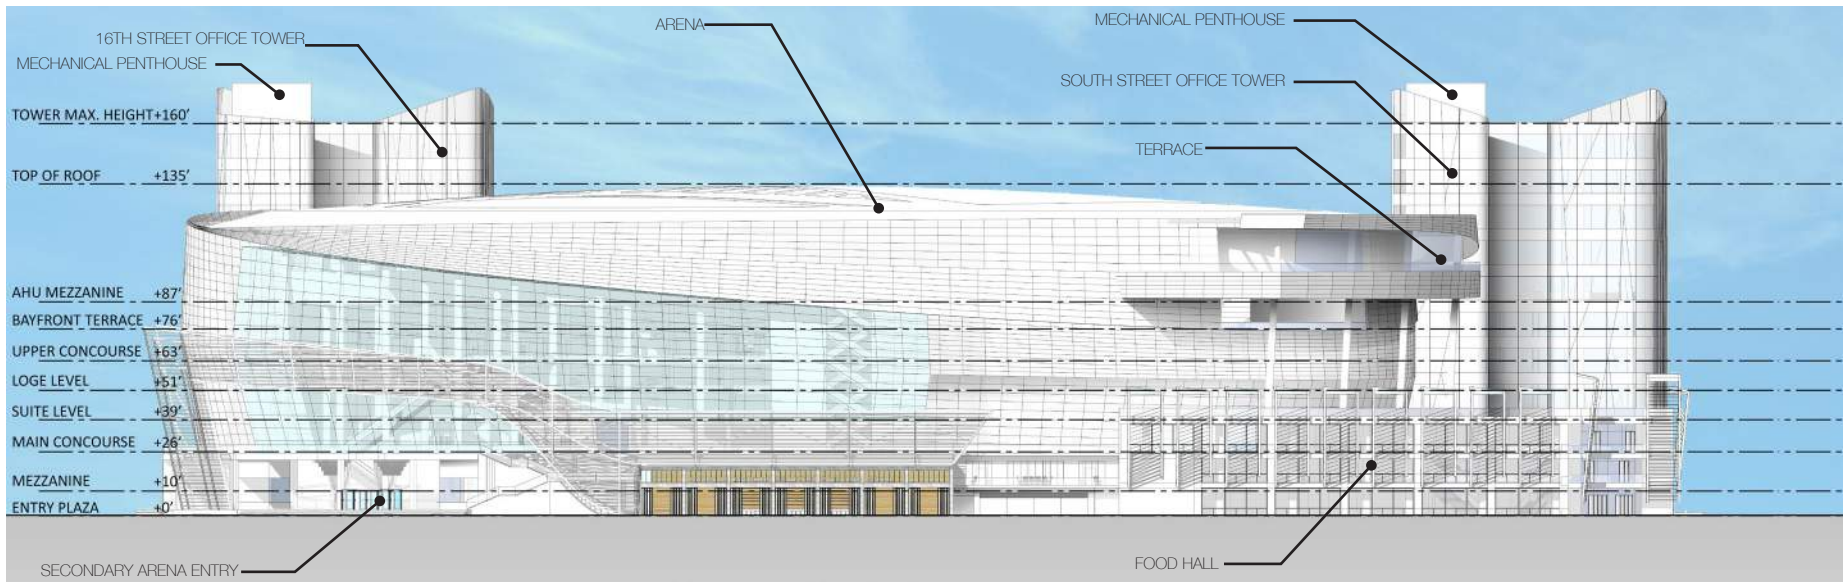 ARENA
MECHANICAL PENTHOUSE
16TH STREET OFFICE TOWER
MECHANICAL PENTHOUSE
SOUTH STREET OFFICE TOWER
TERRACE
TOWER MAX. HEIGHT+160'
TOP OF ROOF +135'
AHU MEZZANINE +87'
BAYFRONT TERRACE +76'
UPPER CONCOURSE +63'
LOGE LEVEL +51'
SUITE LEVEL +39'
MAIN CONCOURSE +26'
MEZZANINE +10'
ENTRY PLAZA +0'
SECONDARY ARENA ENTRY
FOOD HALL